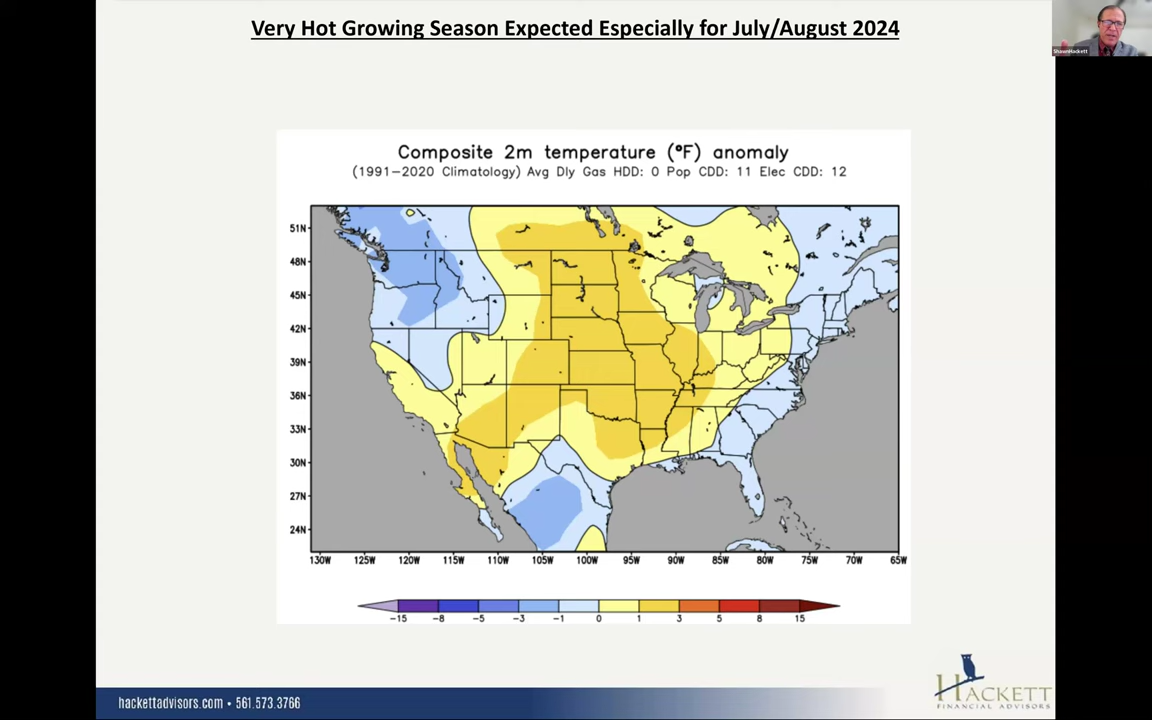 Very Hot Growing Season Expected Especially for July/August 2024
ShawnHackett
Composite 2m temperature (°F) anomaly
(1991-2020 Climatology) Avg Dly Gas HDD: 0 Pop CDD: 11 Elec CDD: 12
51N
48N
45N
42N
39N
36N
33N
30N
27N
24N
130W 125W 120W 115W 110W 105W 100W 95W 90W 85W 80W 75W 70W 65W
-15 -8 -5 -3 -1 0 1 3 5 8 15
hackettadvisors.com • 561.573.3766
HACKETT
FINANCIAL ADVISORS